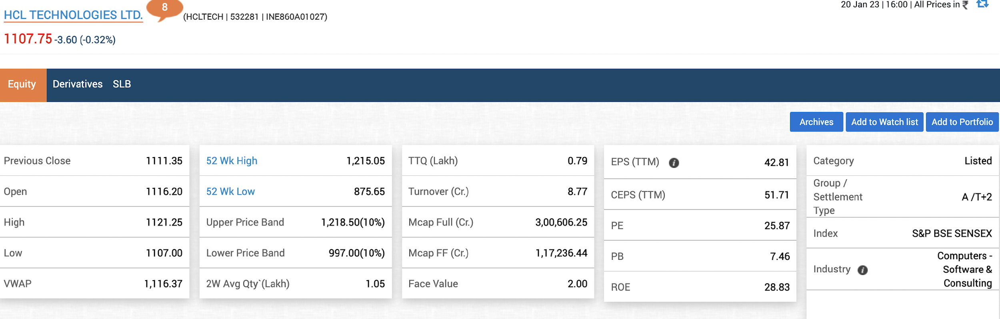 HCL TECHNOLOGIES LTD. 8 (HCLTECH | 532281 | INE860A01027)
20 Jan 23 | 16:00 | All Prices in ₹
1107.75 -3.60 (-0.32%)
Equity Derivatives SLB
Archives Add to Watch list Add to Portfolio
Previous Close 1111.35
Open 1116.20
High 1121.25
Low 1107.00
VWAP 1,116.37
52 Wk High 1,215.05
52 Wk Low 875.65
Upper Price Band 1,218.50(10%)
Lower Price Band 997.00(10%)
2W Avg Qty`(Lakh) 1.05
TTQ (Lakh) 0.79
Turnover (Cr.) 8.77
Mcap Full (Cr.) 3,00,606.25
Mcap FF (Cr.) 1,17,236.44
Face Value 2.00
EPS (TTM) i 42.81
CEPS (TTM) 51.71
PE 25.87
PB 7.46
ROE 28.83
Category Listed
Group /
Settlement A /T+2
Type
Index S&P BSE SENSEX
Computers -
Industry i Software &
Consulting